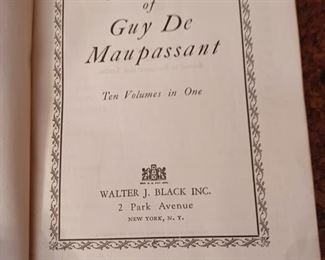 of
Guy De
Maupassant
Ten Volumes in One
WALTER J. BLACK INC.
2 Park Avenue
NEW YORK, N. Y.